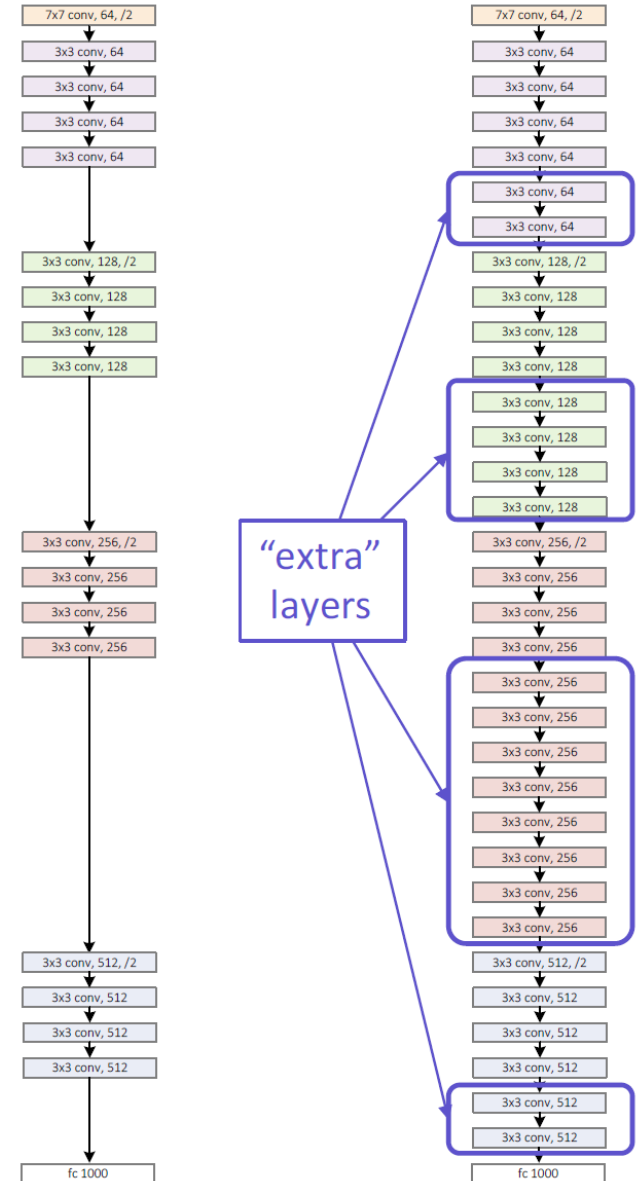 7x7 conv, 64, /2
3x3 conv, 64
3x3 conv, 64
3x3 conv, 64
3x3 conv, 64
3x3 conv, 128, /2
3x3 conv, 128
3x3 conv, 128
3x3 conv, 128
3x3 conv, 256, /2
3x3 conv, 256
3x3 conv, 256
3x3 conv, 256
3x3 conv, 512, /2
3x3 conv, 512
3x3 conv, 512
3x3 conv, 512
fc 1000
“extra”
layers
7x7 conv, 64, /2
3x3 conv, 64
3x3 conv, 64
3x3 conv, 64
3x3 conv, 64
3x3 conv, 64
3x3 conv, 64
3x3 conv, 128, /2
3x3 conv, 128
3x3 conv, 128
3x3 conv, 128
3x3 conv, 128
3x3 conv, 128
3x3 conv, 128
3x3 conv, 128
3x3 conv, 256, /2
3x3 conv, 256
3x3 conv, 256
3x3 conv, 256
3x3 conv, 256
3x3 conv, 256
3x3 conv, 256
3x3 conv, 256
3x3 conv, 256
3x3 conv, 256
3x3 conv, 256
3x3 conv, 256
3x3 conv, 512, /2
3x3 conv, 512
3x3 conv, 512
3x3 conv, 512
3x3 conv, 512
3x3 conv, 512
fc 1000